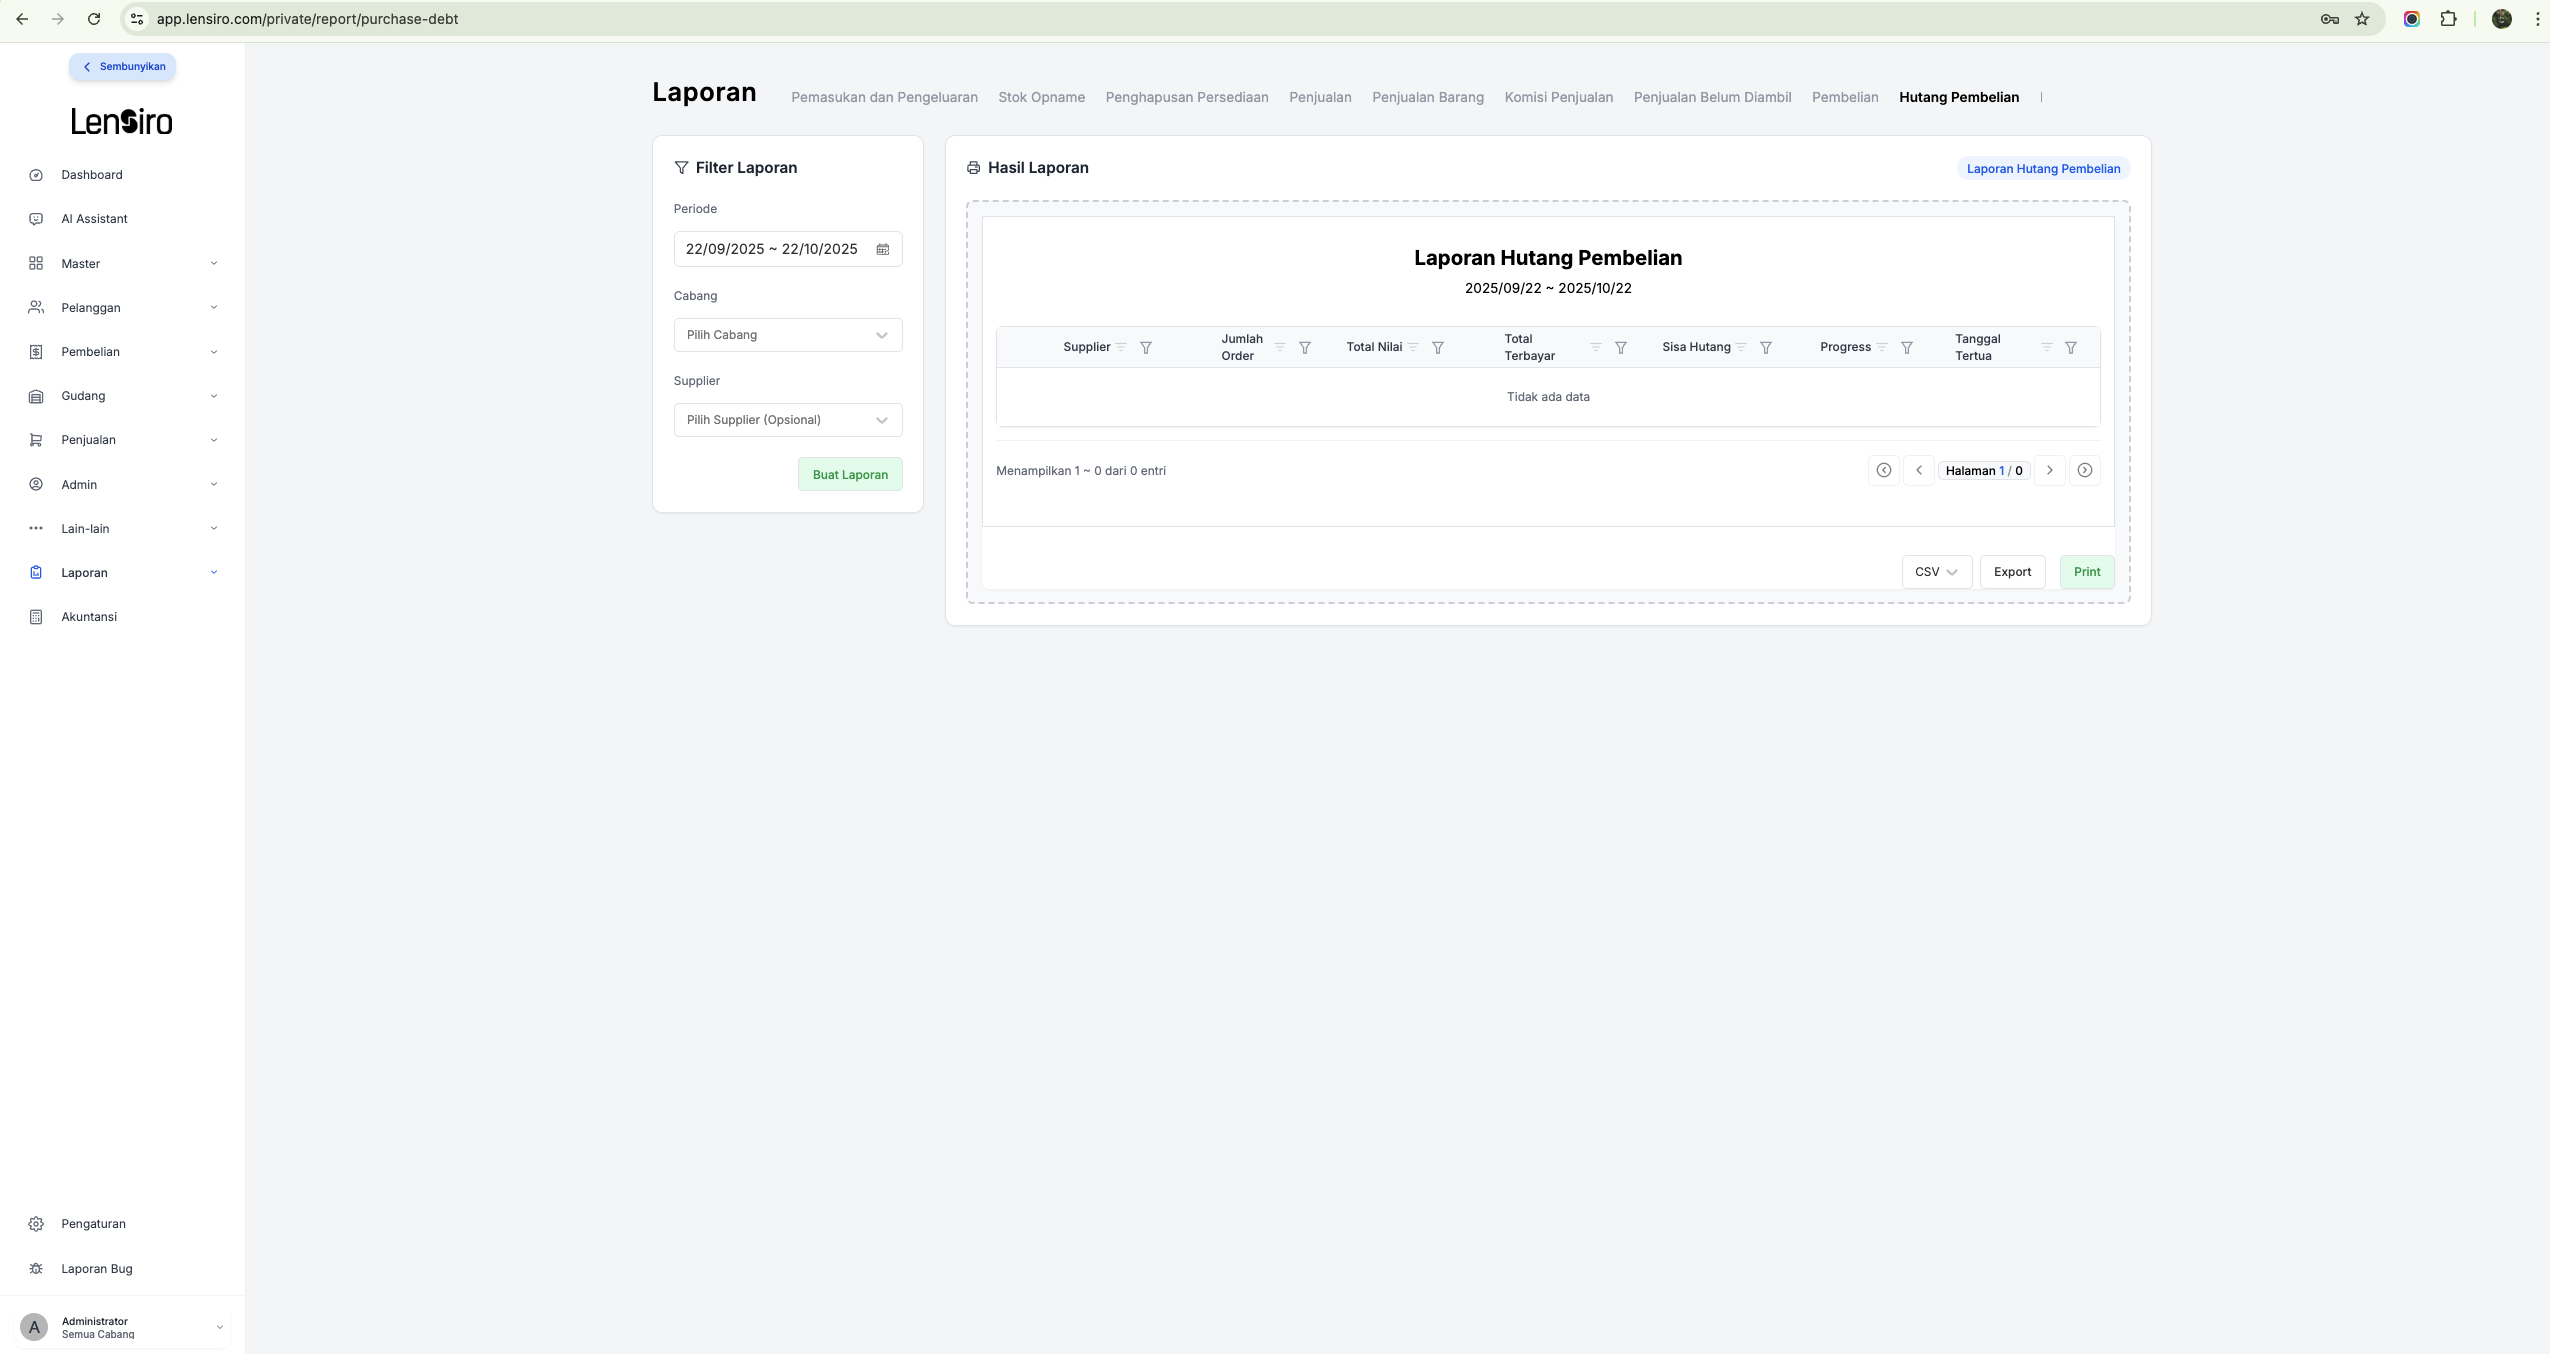 app.lensiro.com/private/report/purchase-debt
Sembunyikan
Lensiro
Dashboard
AI Assistant
Master
Pelanggan
Pembelian
Gudang
Penjualan
Admin
Lain-lain
Laporan
Akuntansi
Pengaturan
Laporan Bug
A
Administrator
Semua Cabang
Laporan
Pemasukan dan Pengeluaran
Stok Opname
Penghapusan Persediaan
Penjualan
Penjualan Barang
Komisi Penjualan
Penjualan Belum Diambil
Pembelian
Hutang Pembelian
Filter Laporan
Periode
22/09/2025 ~ 22/10/2025
Cabang
Pilih Cabang
Supplier
Pilih Supplier (Opsional)
Buat Laporan
Hasil Laporan
Laporan Hutang Pembelian
Laporan Hutang Pembelian
2025/09/22 ~ 2025/10/22
Supplier
Jumlah
Order
Total Nilai
Total
Terbayar
Sisa Hutang
Progress
Tanggal
Tertua
Tidak ada data
Menampilkan 1 ~ 0 dari 0 entri
Halaman 1 / 0
CSV
Export
Print